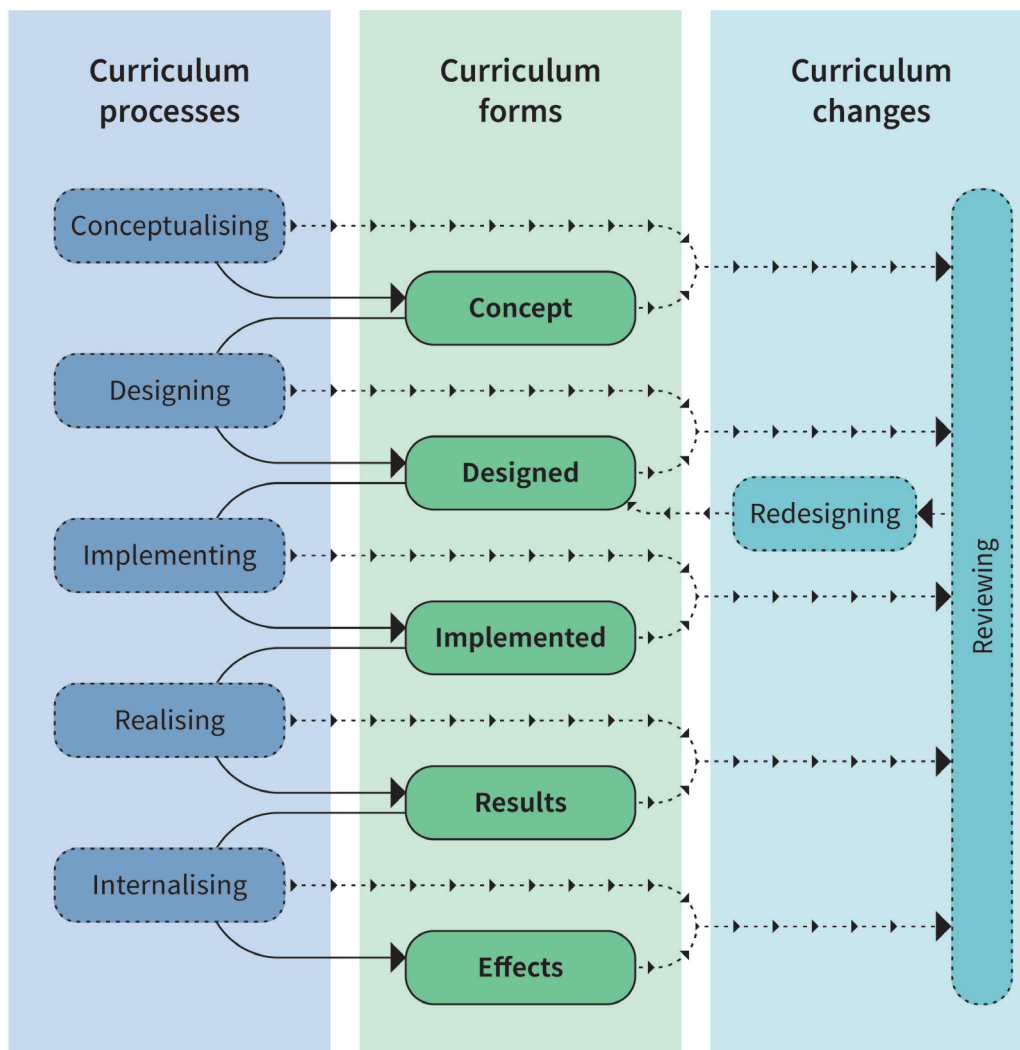 Curriculum
processes
Curriculum
forms
Curriculum
changes
Conceptualising
Concept
Designing
Designed
Redesigning
Implementing
Implemented
Reviewing
Realising
Results
Internalising
Effects